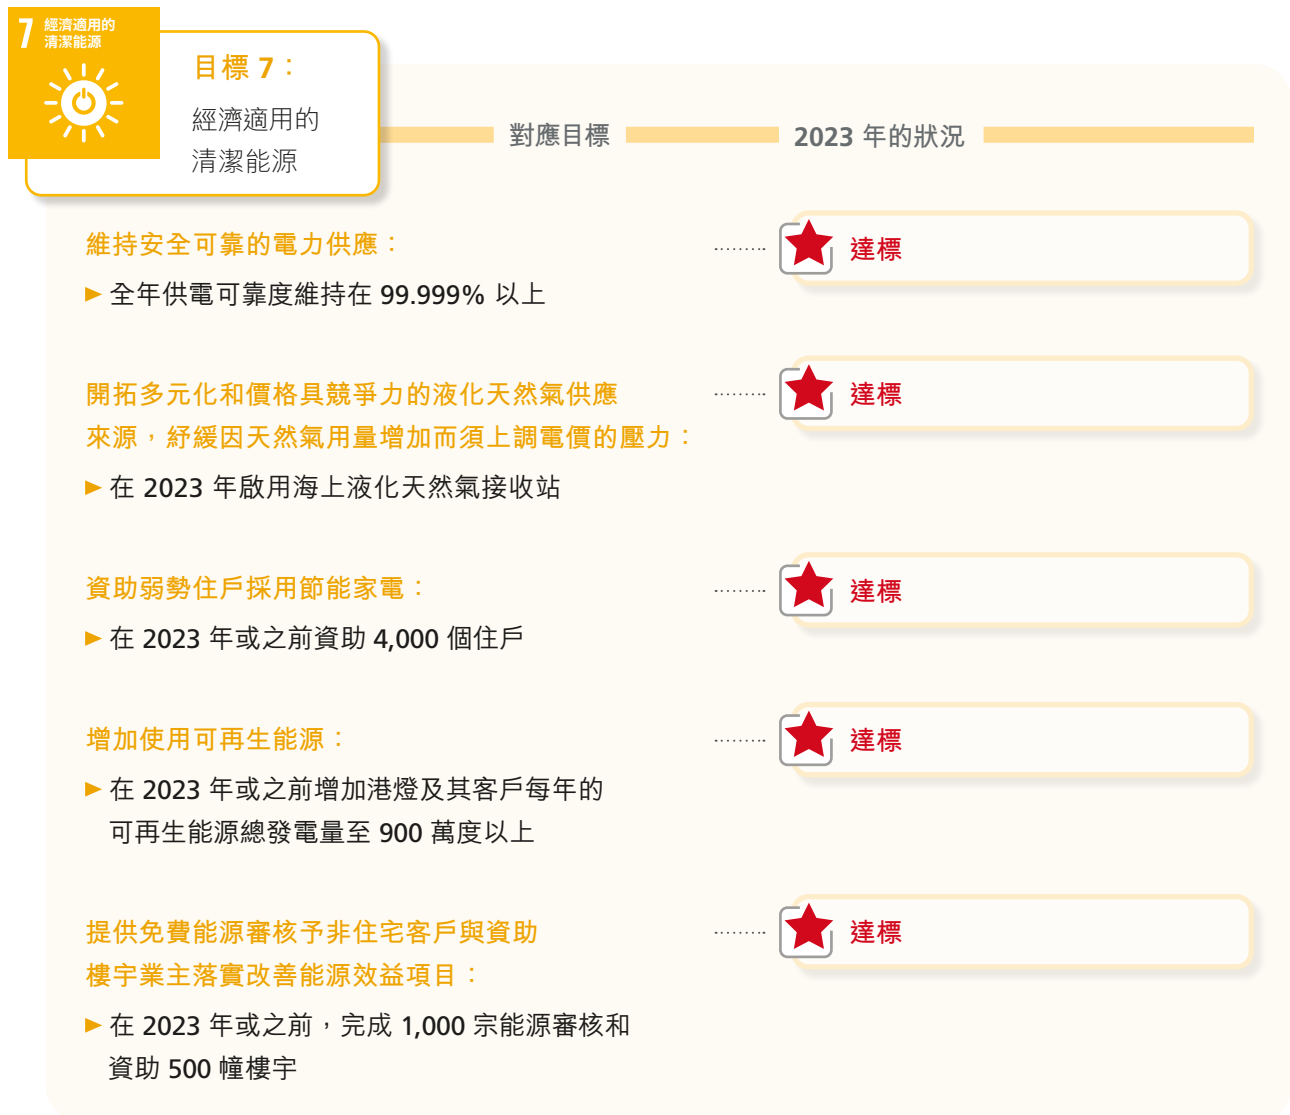 7 經濟適用的
清潔能源
目標 7：
經濟適用的
清潔能源
對應目標
2023 年的狀況
維持安全可靠的電力供應：
達標
► 全年供電可靠度維持在 99.999% 以上
開拓多元化和價格具競爭力的液化天然氣供應
來源，紓緩因天然氣用量增加而須上調電價的壓力：
達標
► 在 2023 年啟用海上液化天然氣接收站
資助弱勢住戶採用節能家電：
達標
► 在 2023 年或之前資助 4,000 個住戶
增加使用可再生能源：
達標
► 在 2023 年或之前增加港燈及其客戶每年的
可再生能源總發電量至 900 萬度以上
提供免費能源審核予非住宅客戶與資助
樓宇業主落實改善能源效益項目：
達標
► 在 2023 年或之前，完成 1,000 宗能源審核和
資助 500 幢樓宇